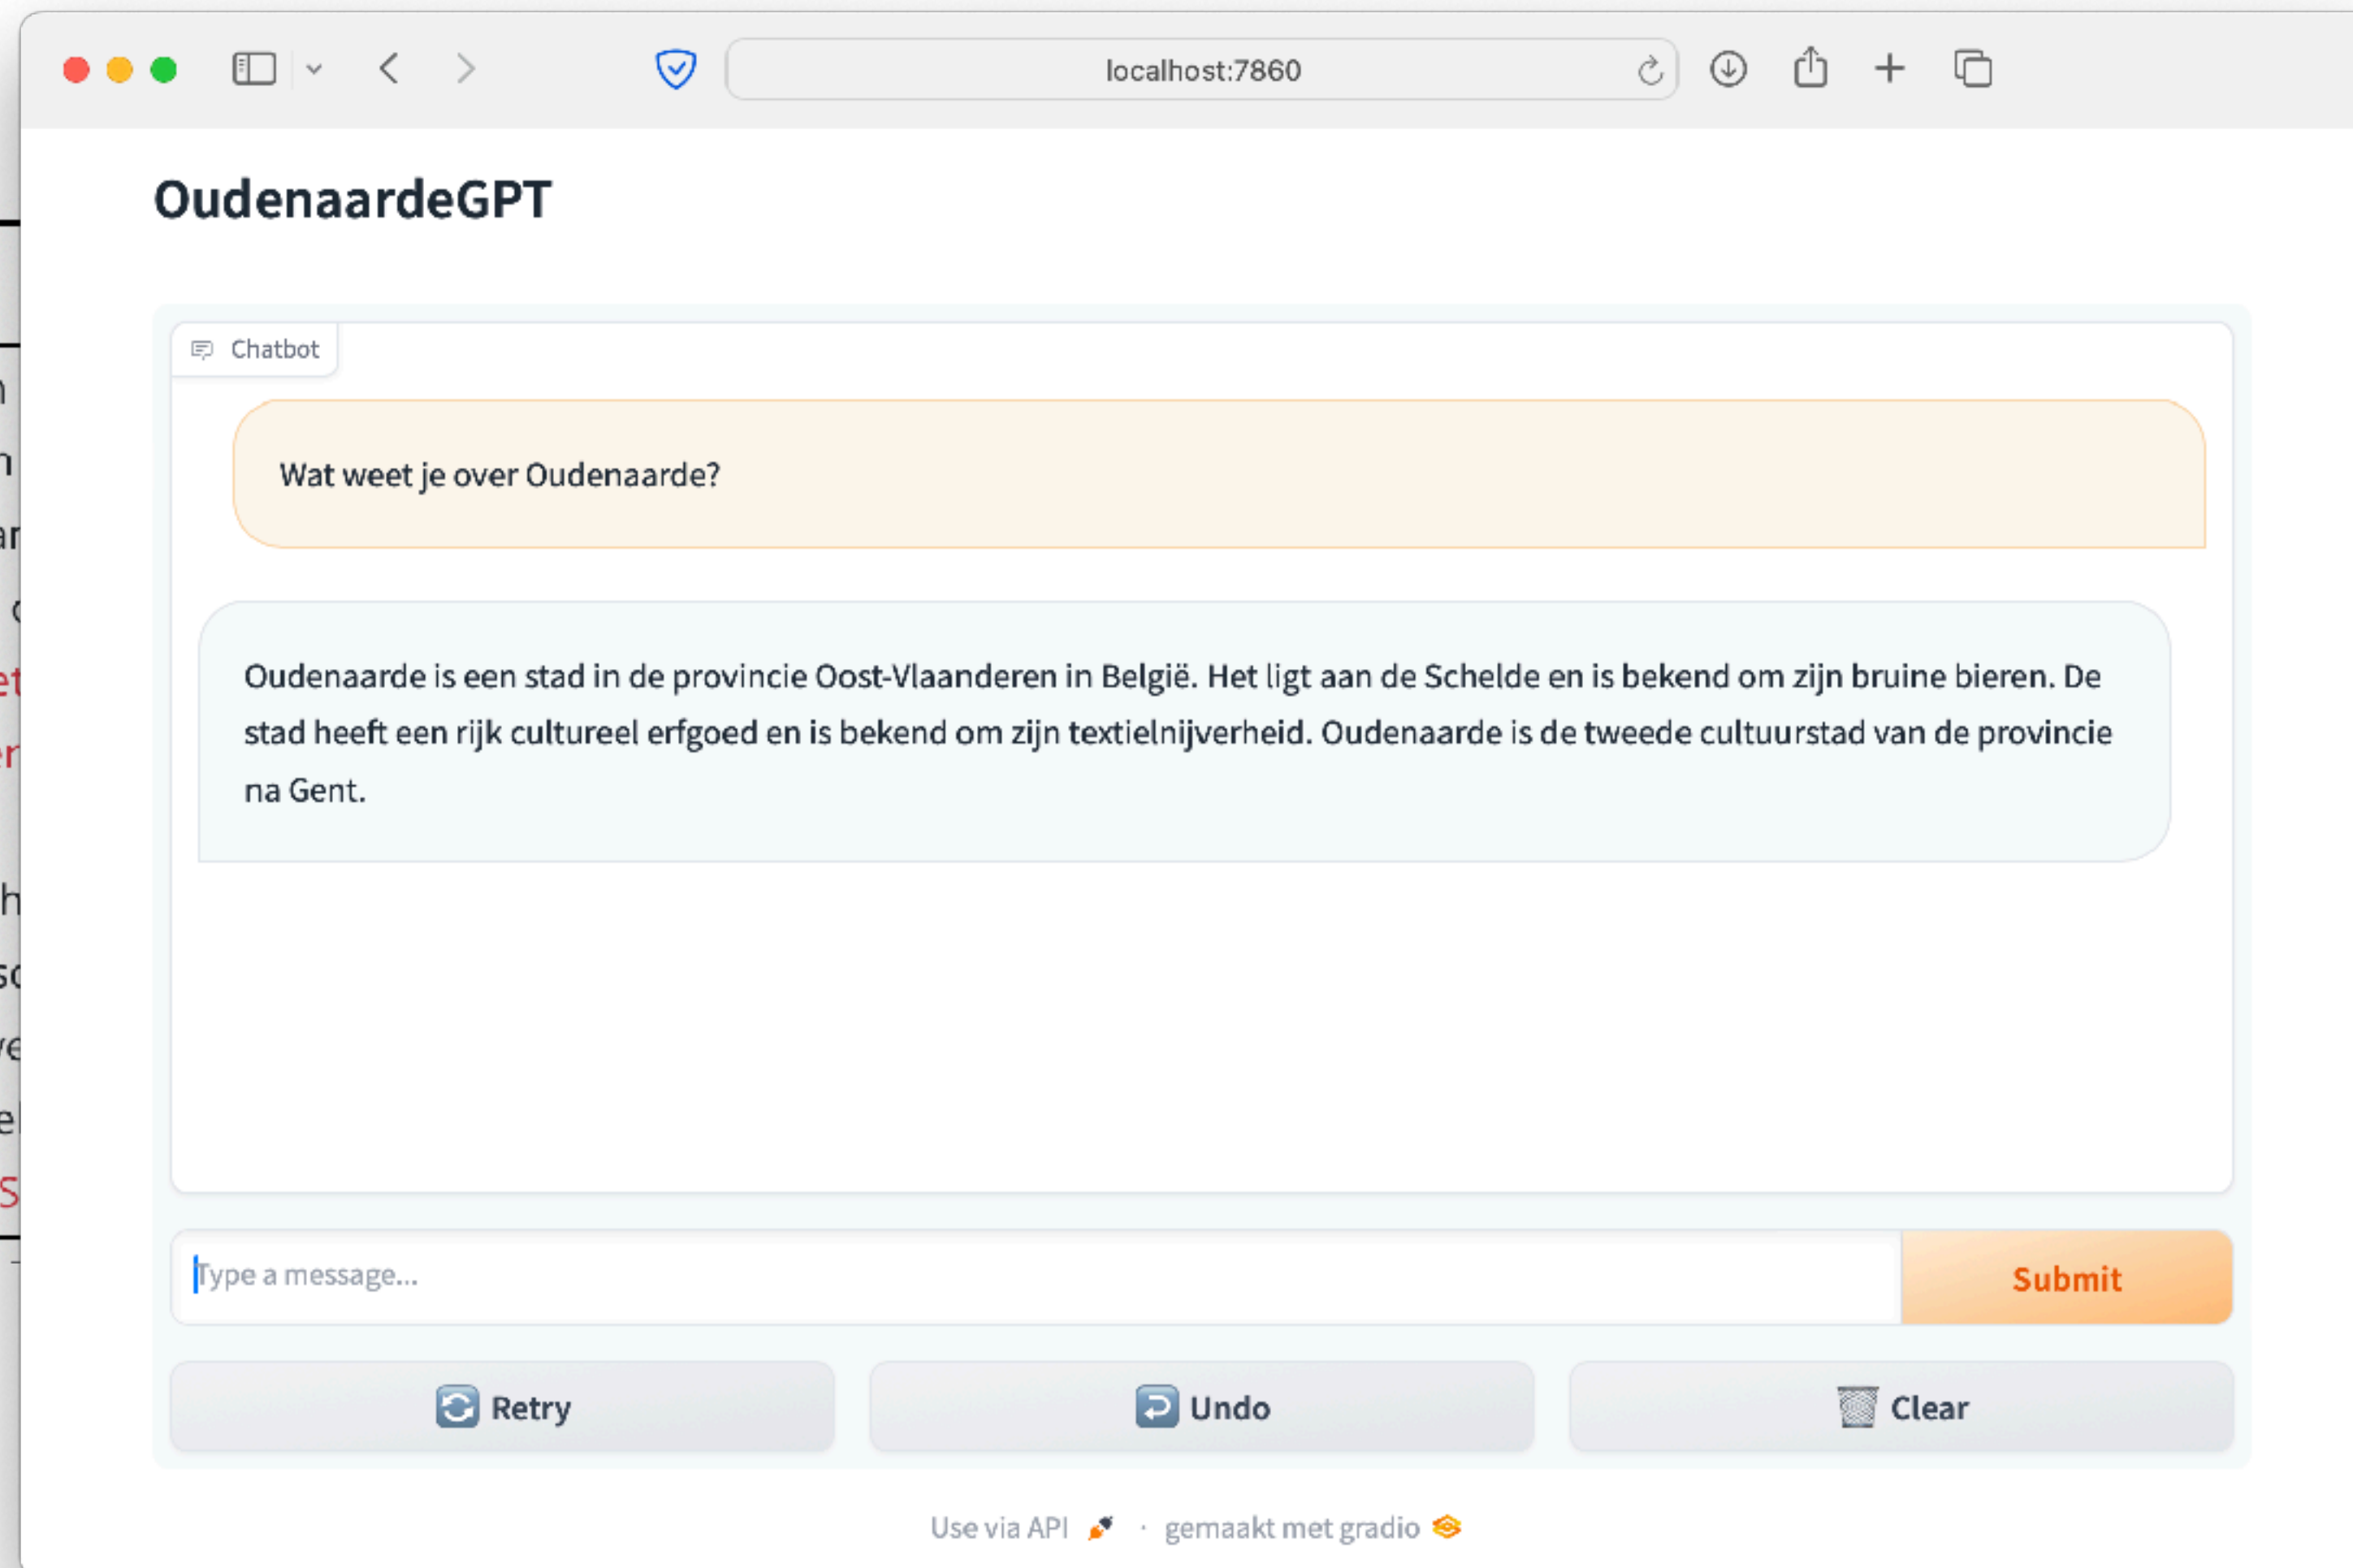 localhost:7860
OudenaardeGPT
Chatbot
Wat weet je over Oudenaarde?
Oudenaarde is een stad in de provincie Oost-Vlaanderen in België. Het ligt aan de Schelde en is bekend om zijn bruine bieren. De
stad heeft een rijk cultureel erfgoed en is bekend om zijn textielnijverheid. Oudenaarde is de tweede cultuurstad van de provincie
na Gent.
Type a message...
Submit
Retry
Undo
Clear
Use via API · gemaakt met gradio